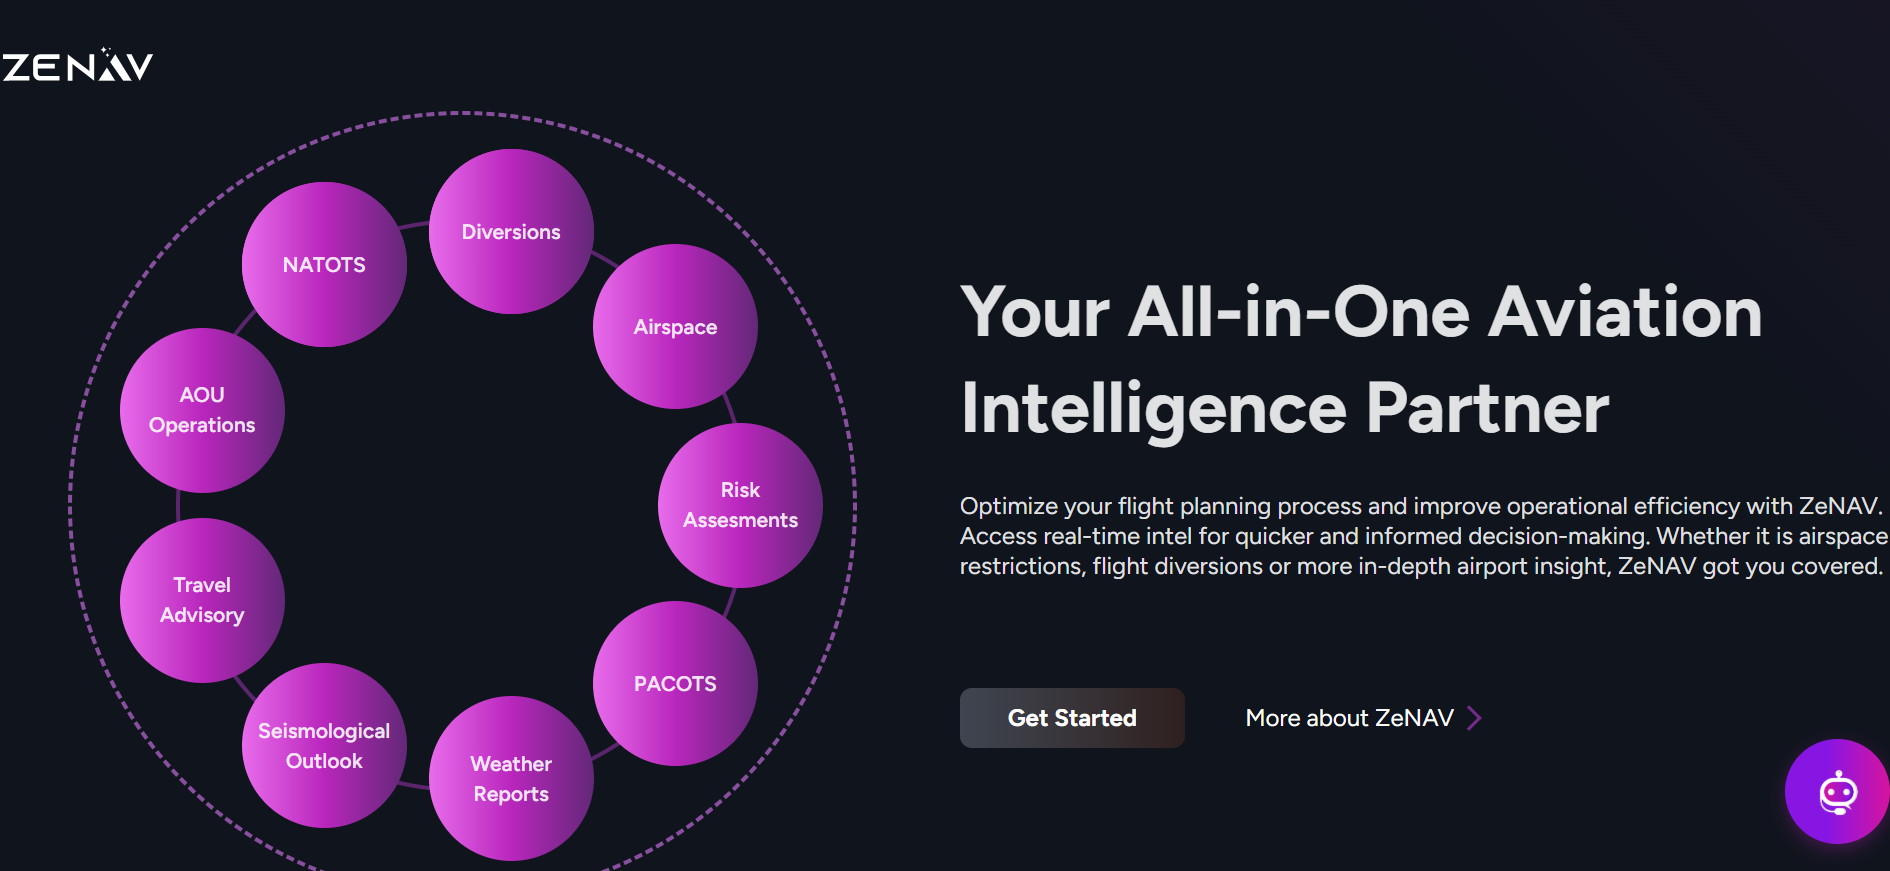 ZENAV
Diversions
NATOTS
Airspace
AOU
Operations
Risk
Assesments
Travel
Advisory
PACOTS
Seismological
Outlook
Weather
Reports
Your All-in-One Aviation
Intelligence Partner
Optimize your flight planning process and improve operational efficiency with ZeNAV.
Access real-time intel for quicker and informed decision-making. Whether it is airspace
restrictions, flight diversions or more in-depth airport insight, ZeNAV got you covered.
Get Started
More about ZeNAV